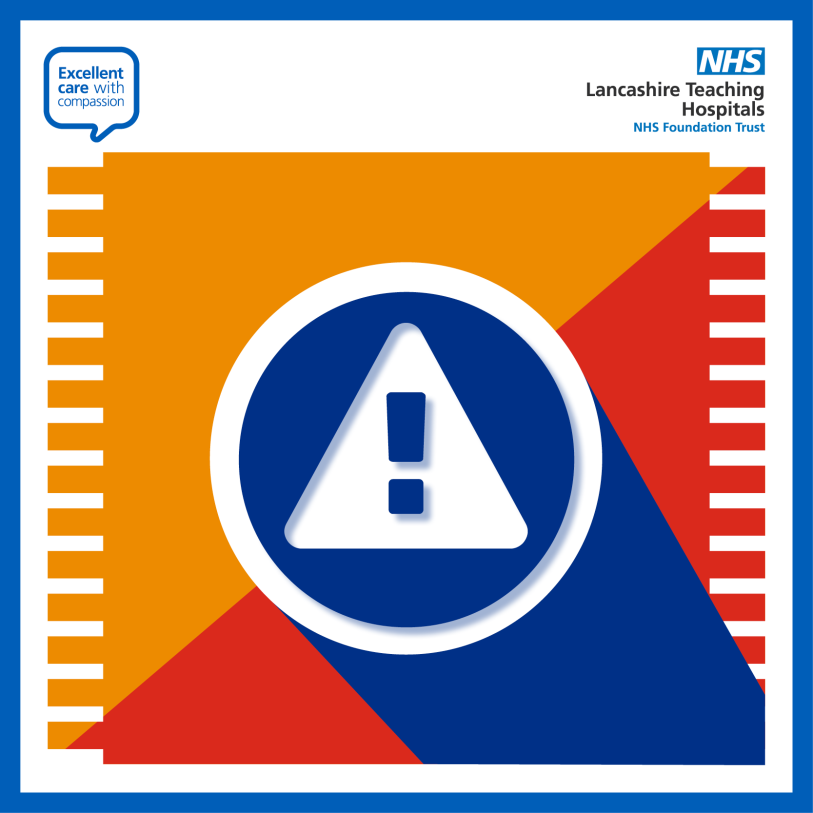 Excellent
care with
compassion
NHS
Lancashire Teaching
Hospitals
NHS Foundation Trust
!